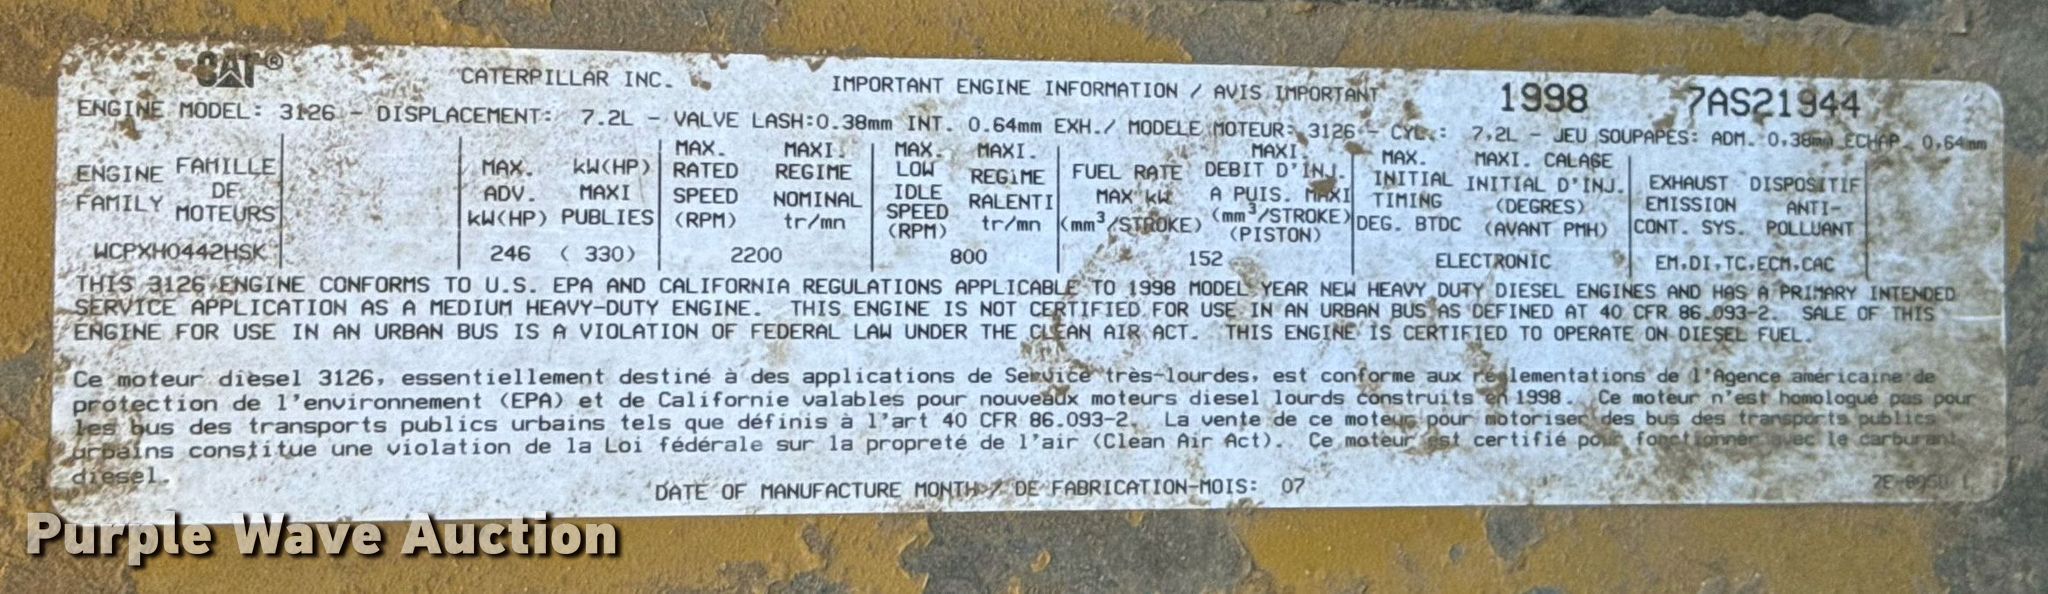 CAT® CATERPILLAR INC. IMPORTANT ENGINE INFORMATION / AVIS IMPORTANT 1998 7AS21944
ENGINE MODEL: 3126 - DISPLACEMENT: 7.2L - VALVE LASH:0.38mm INT. 0.64mm EXH./ MODELE MOTEUR: 3126 - CYL.: 7.2L - JEU SOUPAPES: ADM. 0,38mm ECHAP. 0,64mm
ENGINE FAMILY
FAMILLE DE MOTEURS
MAX. ADV. kW(HP)
kW(HP) MAXI PUBLIES
MAX. RATED SPEED (RPM)
MAXI. REGIME NOMINAL tr/mn
MAX. LOW IDLE SPEED (RPM)
MAXI. REGIME RALENTI tr/mn
FUEL RATE MAX kW (mm³/STROKE)
MAXI. DEBIT D'INJ. A PUIS. MAXI (mm³/STROKE) (PISTON)
MAX. INITIAL TIMING DEG. BTDC
MAXI. CALAGE INITIAL D'INJ. (DEGRES) (AVANT PMH)
EXHAUST EMISSION CONT. SYS.
DISPOSITIF ANTI- POLLUANT
WCPXH0442HSK 246 ( 330) 2200 800 152 ELECTRONIC EM,DI,TC,ECM,CAC
THIS 3126 ENGINE CONFORMS TO U.S. EPA AND CALIFORNIA REGULATIONS APPLICABLE TO 1998 MODEL YEAR NEW HEAVY DUTY DIESEL ENGINES AND HAS A PRIMARY INTENDED
SERVICE APPLICATION AS A MEDIUM HEAVY-DUTY ENGINE. THIS ENGINE IS NOT CERTIFIED FOR USE IN AN URBAN BUS AS DEFINED AT 40 CFR 86.093-2. SALE OF THIS
ENGINE FOR USE IN AN URBAN BUS IS A VIOLATION OF FEDERAL LAW UNDER THE CLEAN AIR ACT. THIS ENGINE IS CERTIFIED TO OPERATE ON DIESEL FUEL.
Ce moteur diesel 3126, essentiellement destiné à des applications de Service très-lourdes, est conforme aux réglementations de l'Agence américaine de
protection de l'environnement (EPA) et de Californie valables pour nouveaux moteurs diesel lourds construits en 1998. Ce moteur n'est homologué pas pour
les bus des transports publics urbains tels que définis à l'art 40 CFR 86.093-2. La vente de ce moteur pour motoriser des bus des transports publics
urbains constitue une violation de la Loi fédérale sur la propreté de l'air (Clean Air Act). Ce moteur est certifié pour fonctionner avec le carburant
diesel.
DATE OF MANUFACTURE MONTH / DE FABRICATION-MOIS: 07
Purple Wave Auction